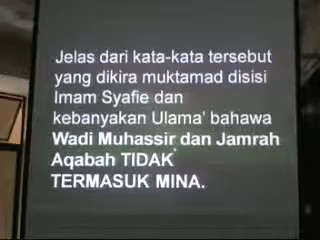 Jelas dari kata-kata tersebut
yang dikira muktamad disisi
Imam Syafie dan
kebanyakan Ulama' bahawa
Wadi Muhassir dan Jamrah
Aqabah TIDAK
TERMASUK MINA.